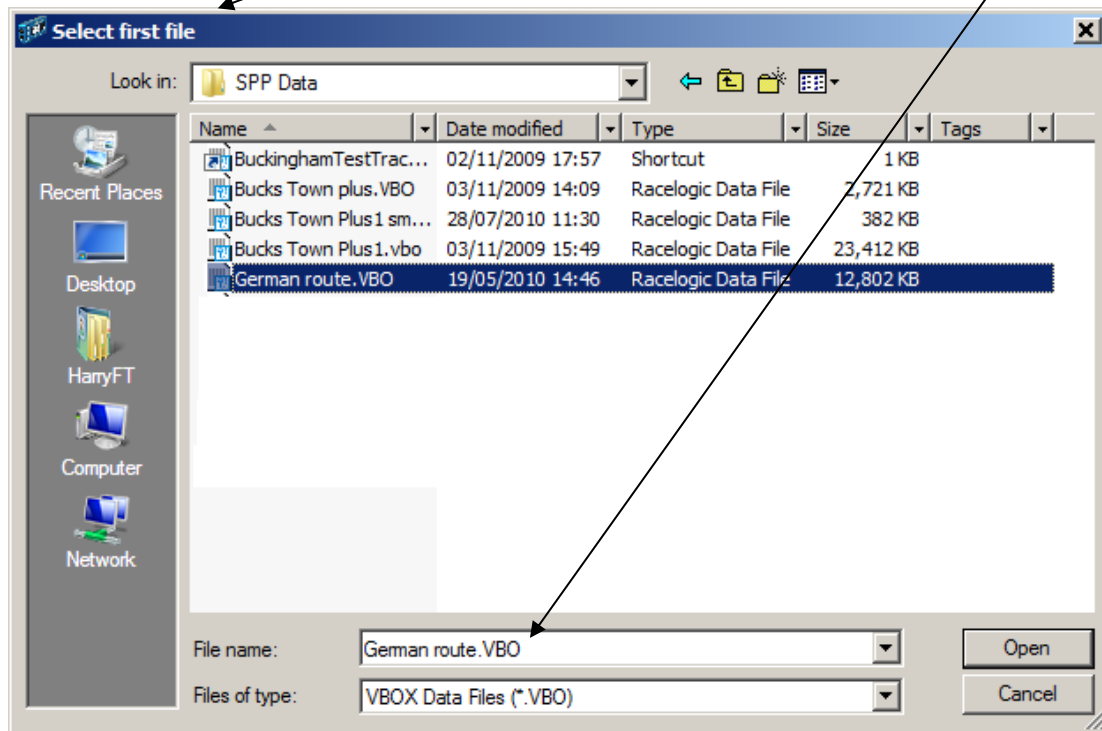 Select first file
Look in: SPP Data
Name Date modified Type Size Tags
BuckinghamTestTrac... 02/11/2009 17:57 Shortcut 1 KB
Bucks Town plus.VBO 03/11/2009 14:09 Racelogic Data File 2,721 KB
Bucks Town Plus1 sm... 28/07/2010 11:30 Racelogic Data File 382 KB
Bucks Town Plus1.vbo 03/11/2009 15:49 Racelogic Data File 23,412 KB
German route.VBO 19/05/2010 14:46 Racelogic Data File 12,802 KB
Recent Places
Desktop
HarryFT
Computer
Network
File name: German route.VBO Open
Files of type: VBOX Data Files (*.VBO) Cancel